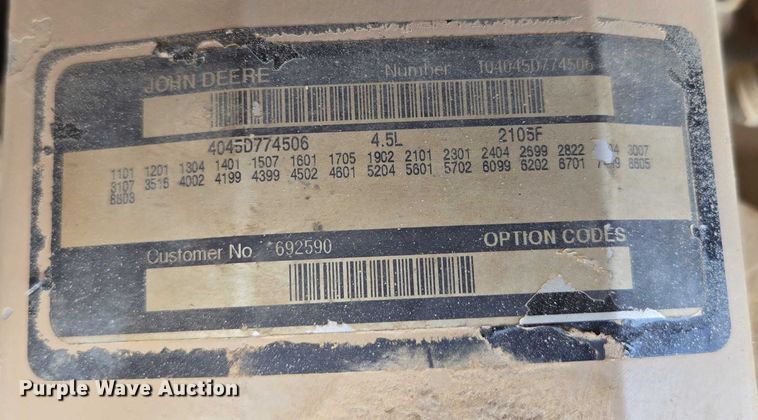 JOHN DEERE Number T04045D774506
4045D774506 4.5L 2105F
1101 1201 1304 1401 1507 1601 1705 1902 2101 2301 2404 2699 2822 3007
3107 3516 4002 4199 4399 4502 4601 5204 5601 5702 6099 6202 6701 8605
Customer No. 692590 OPTION CODES
Purple Wave Auction